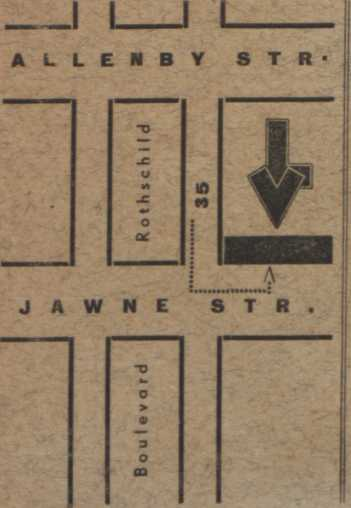 ALLENBY STR.
Rothschild
35
JAWNE STR.
Boulevard